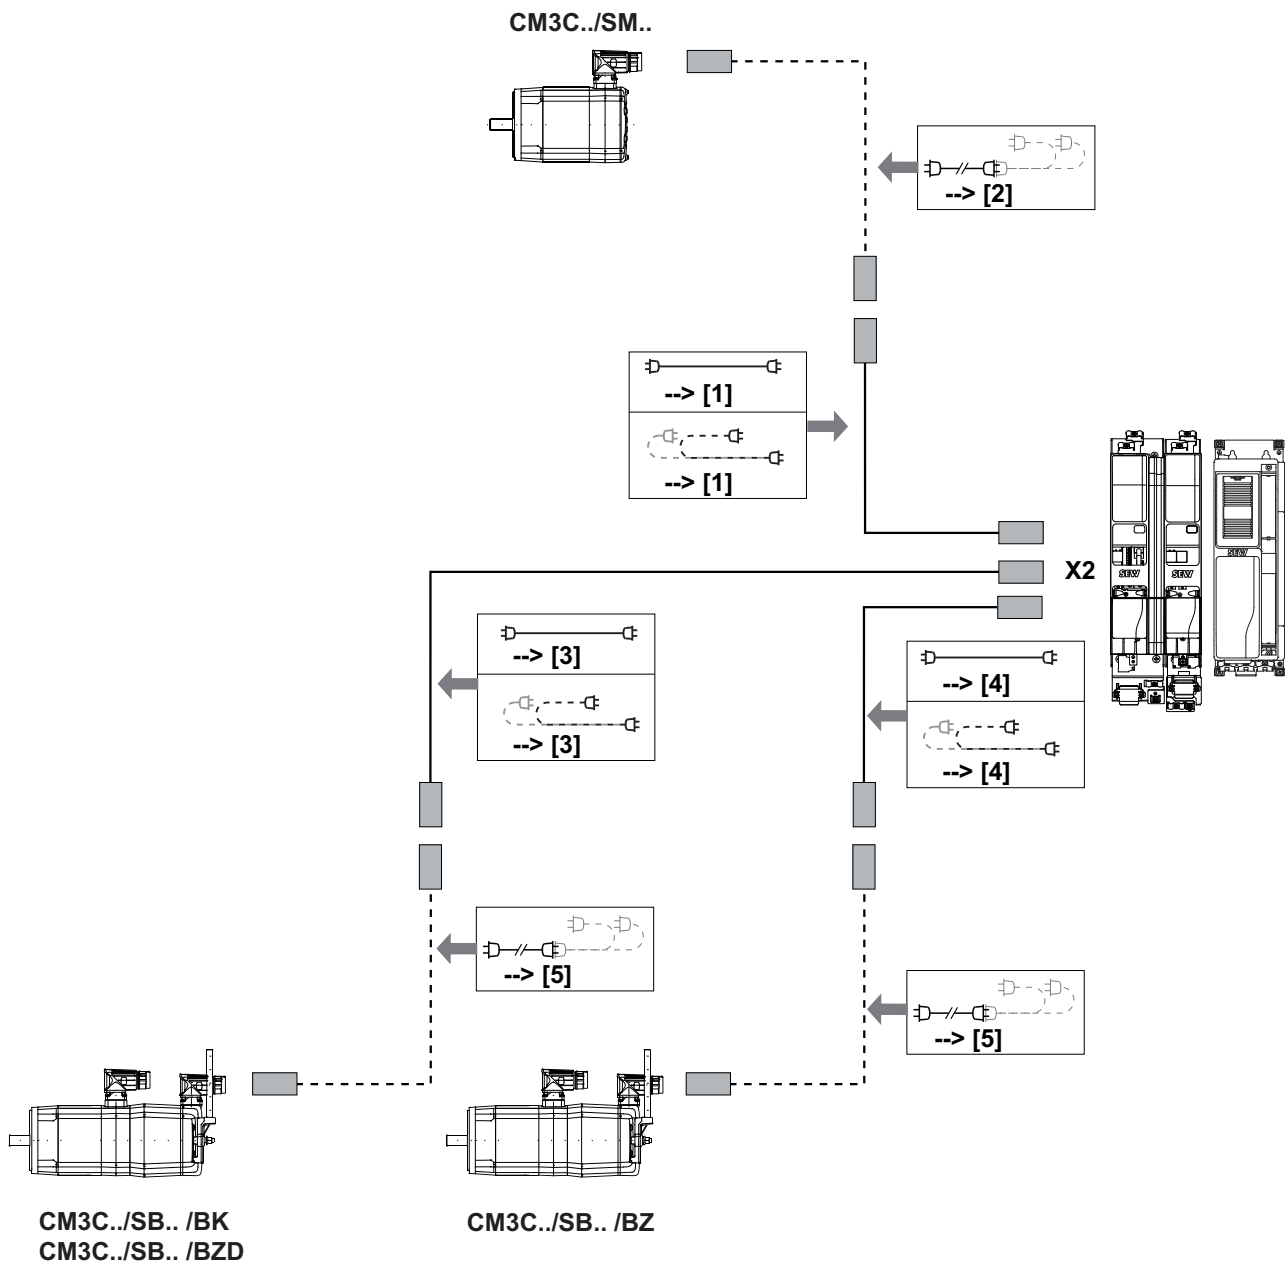 CM3C../SM..
--> [2]
--> [1]
--> [1]
X2
SEW
SEW
SEW
--> [3]
--> [3]
--> [4]
--> [4]
--> [5]
--> [5]
CM3C../SB.. /BK
CM3C../SB.. /BZD
CM3C../SB.. /BZ